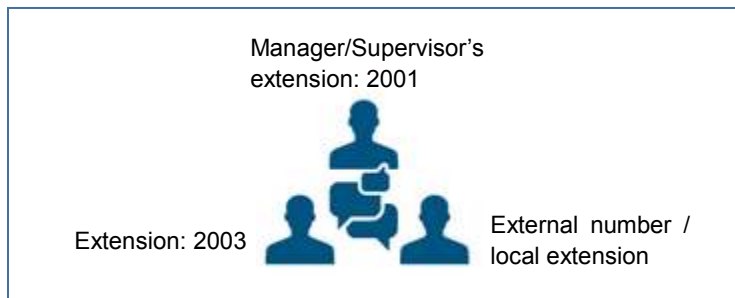 Manager/Supervisor’s
extension: 2001
Extension: 2003
External number /
local extension